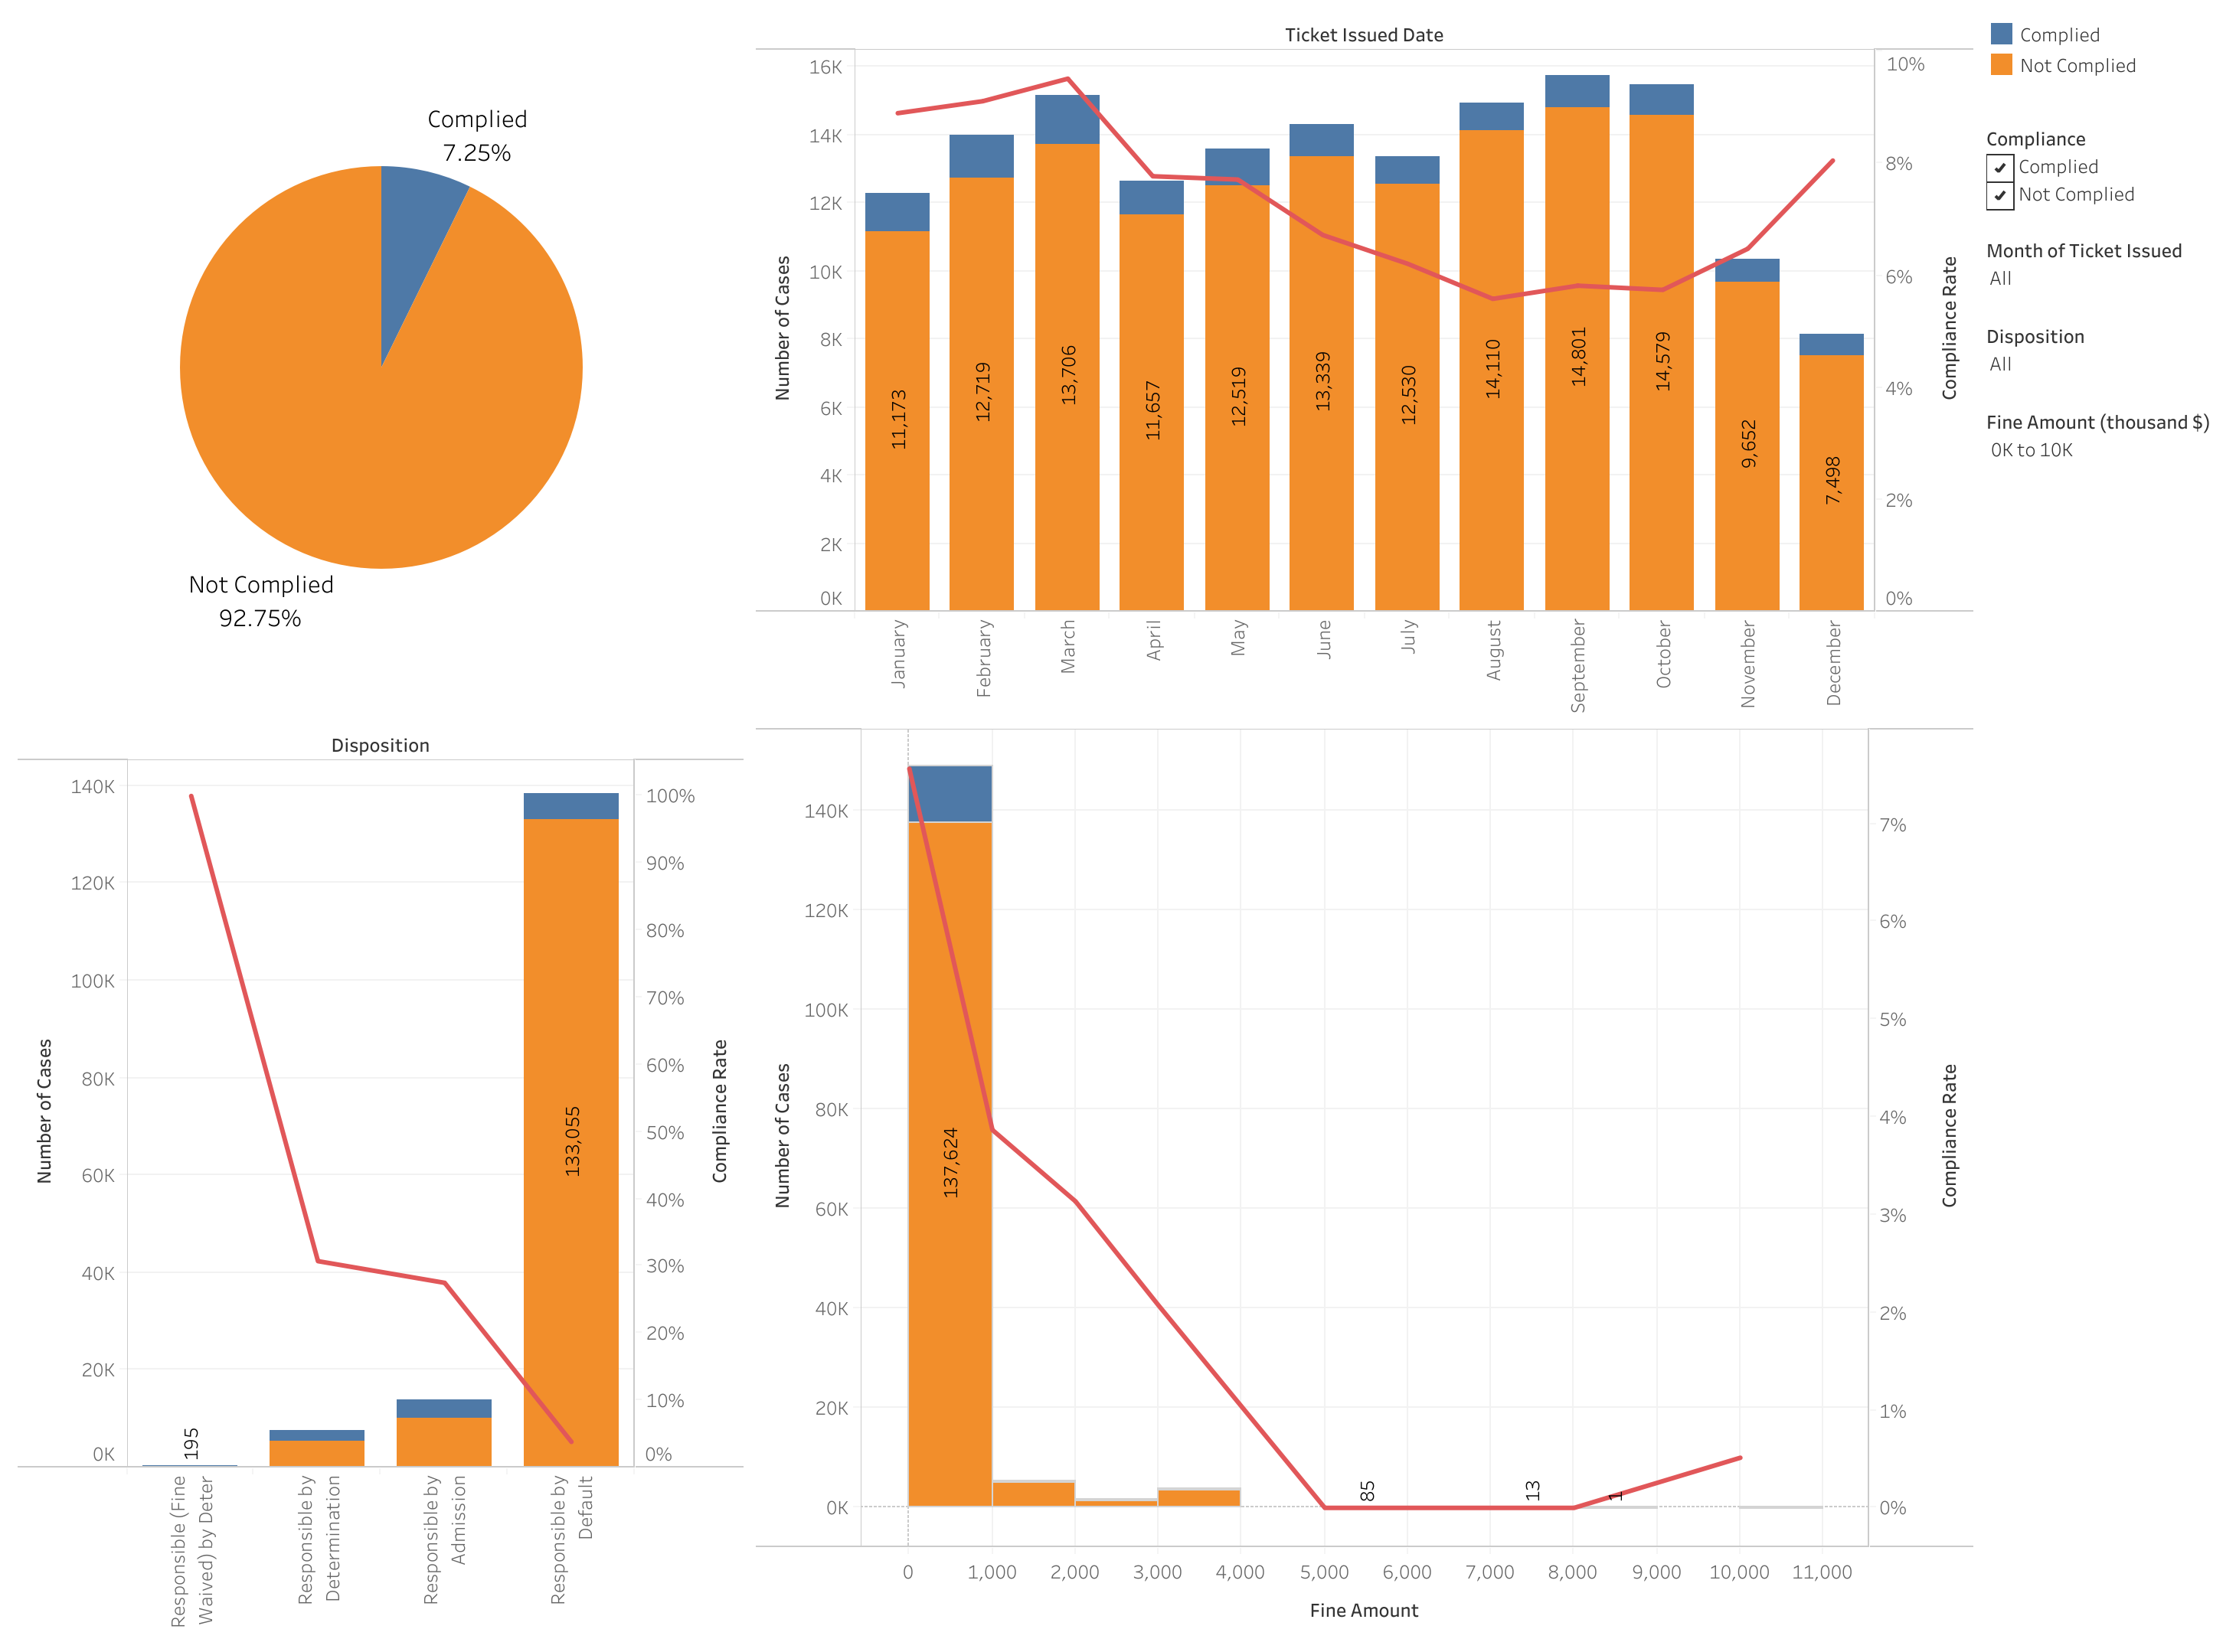 Complied
7.25%
Not Complied
92.75%
Ticket Issued Date
16K
14K
12K
10K
8K
6K
4K
2K
0K
Number of Cases
11,173
12,719
13,706
11,657
12,519
13,339
12,530
14,110
14,801
14,579
9,652
7,498
January
February
March
April
May
June
July
August
September
October
November
December
10%
8%
6%
4%
2%
0%
Compliance Rate
Complied
Not Complied
Compliance
Complied
Not Complied
Month of Ticket Issued
All
Disposition
All
Fine Amount (thousand $)
0K to 10K
Disposition
140K
120K
100K
80K
60K
40K
20K
0K
Number of Cases
195
133,055
Responsible (Fine
Waived) by Deter
Responsible by
Determination
Responsible by
Admission
Responsible by
Default
100%
90%
80%
70%
60%
50%
40%
30%
20%
10%
0%
Compliance Rate
140K
120K
100K
80K
60K
40K
20K
0K
Number of Cases
137,624
85
13
1
0
1,000
2,000
3,000
4,000
5,000
6,000
7,000
8,000
9,000
10,000
11,000
Fine Amount
7%
6%
5%
4%
3%
2%
1%
0%
Compliance Rate